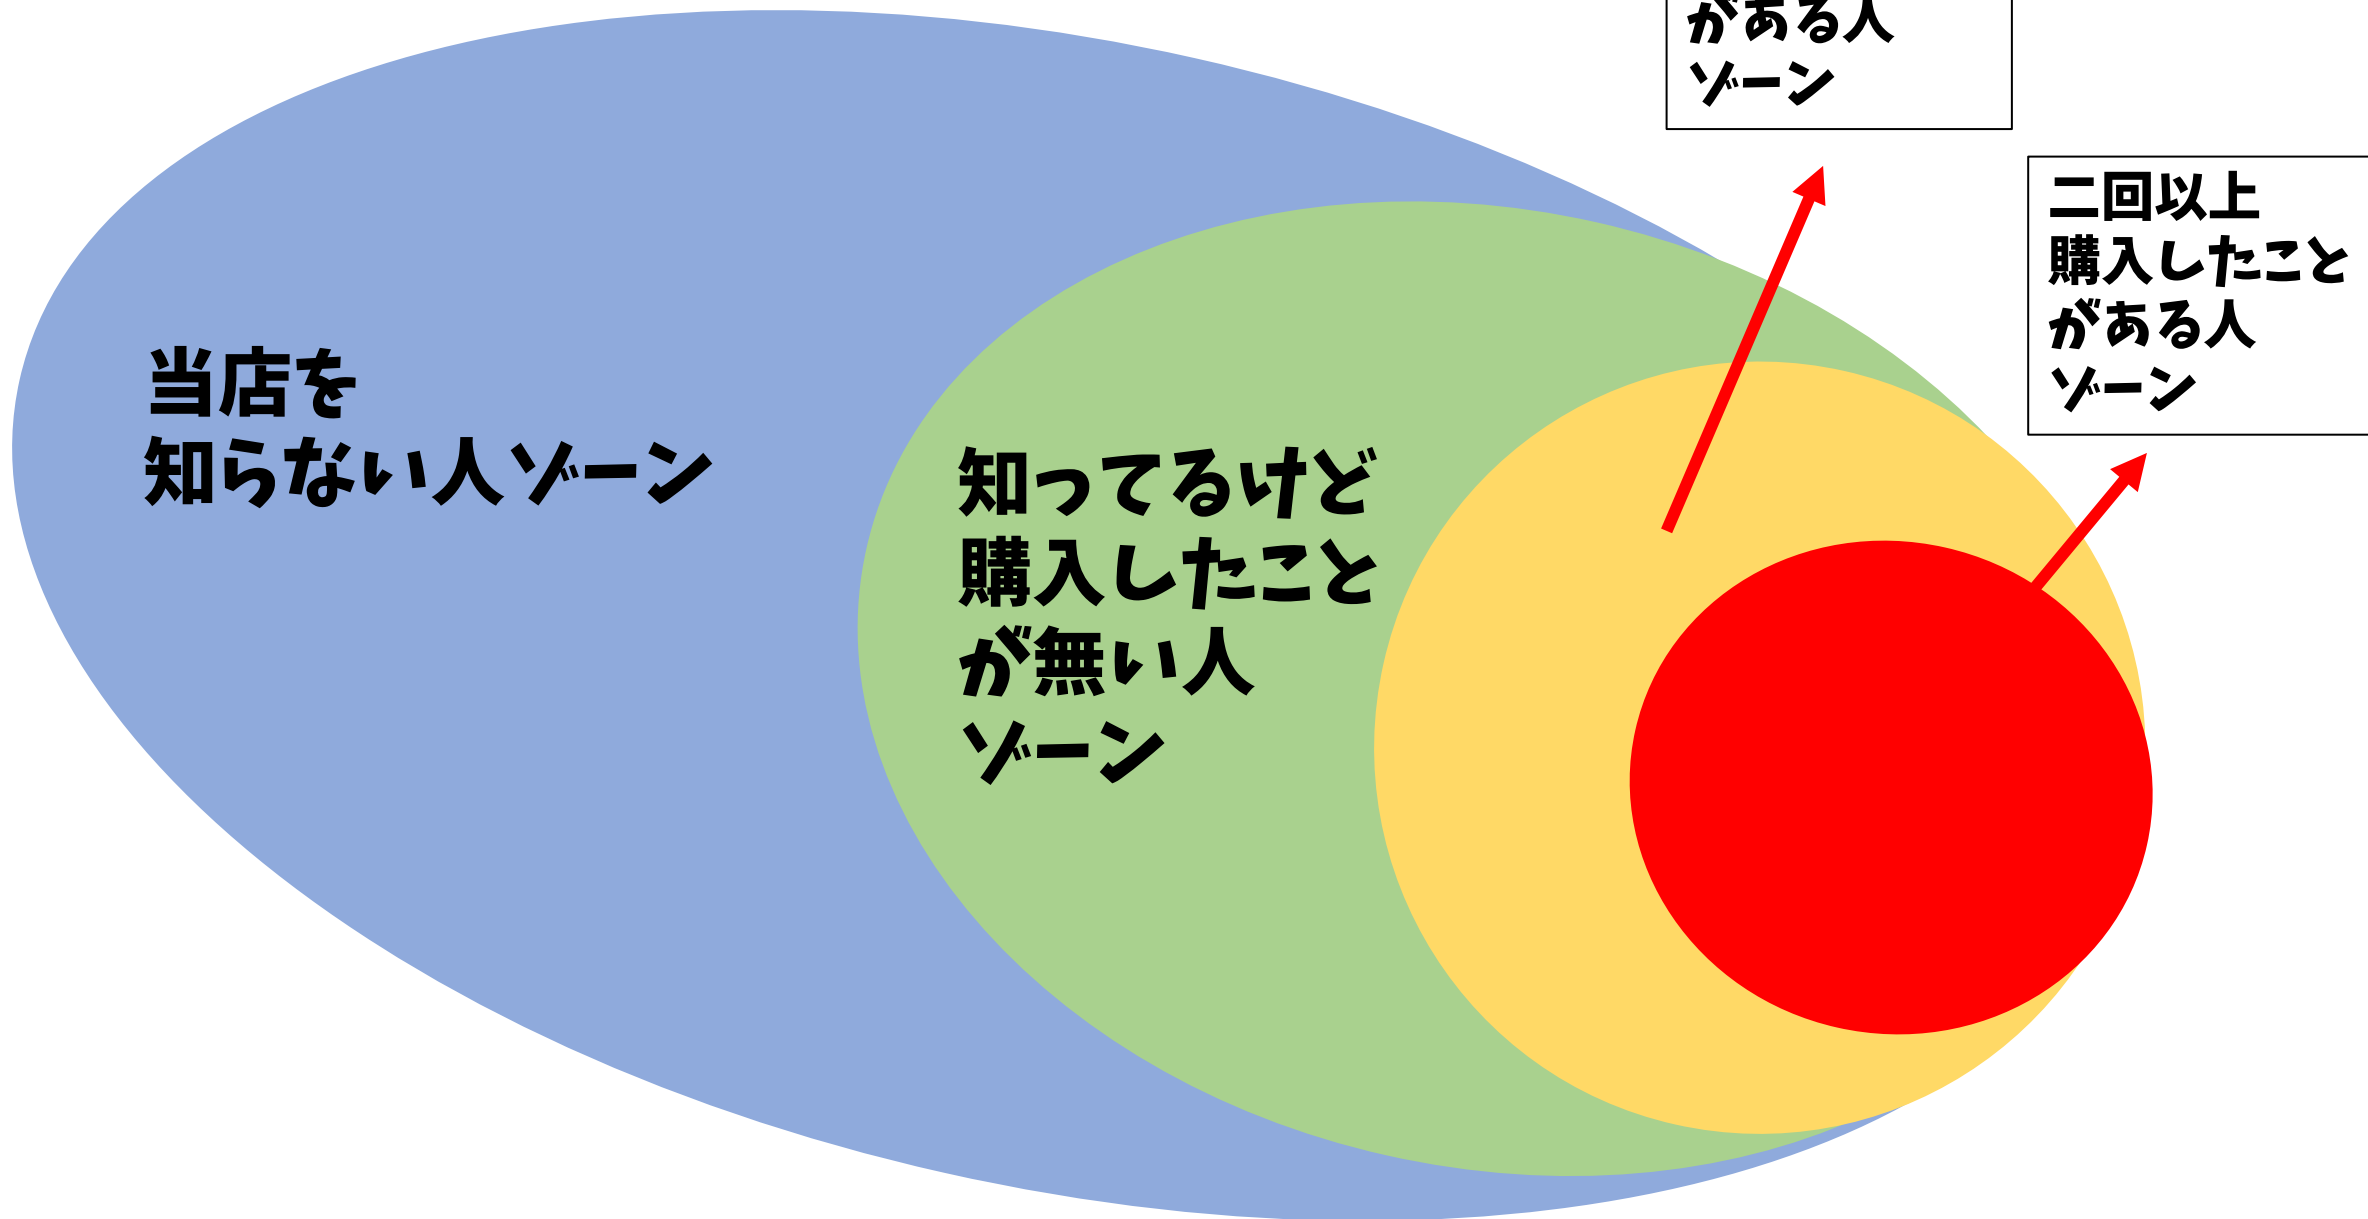 当店を
知らない人ゾーン
知ってるけど
購入したこと
が無い人
ゾーン
がある人
ゾーン
二回以上
購入したこと
がある人
ゾーン